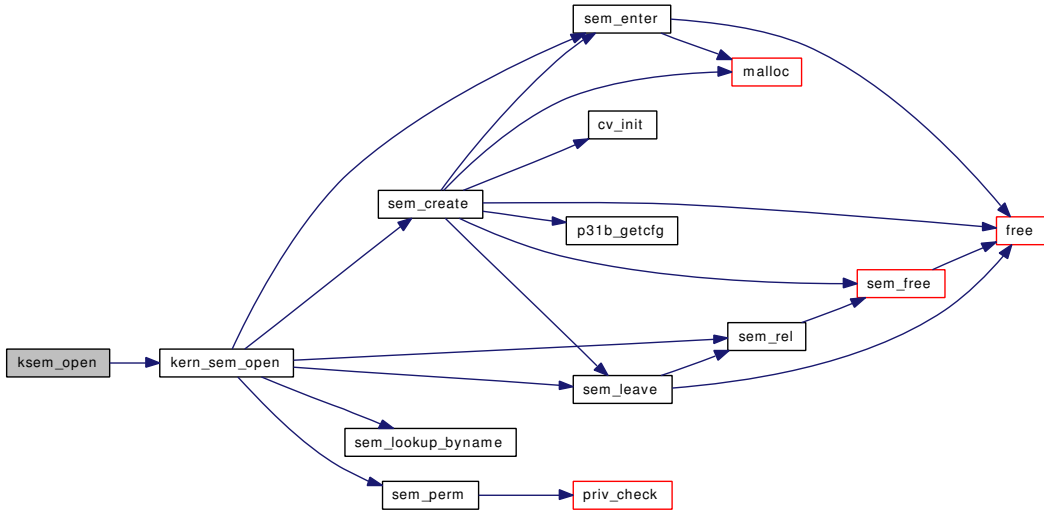 sem_enter
malloc
cv_init
sem_create
p31b_getcfg
free
sem_free
sem_rel
ksem_open
kern_sem_open
sem_leave
sem_lookup_byname
sem_perm
priv_check